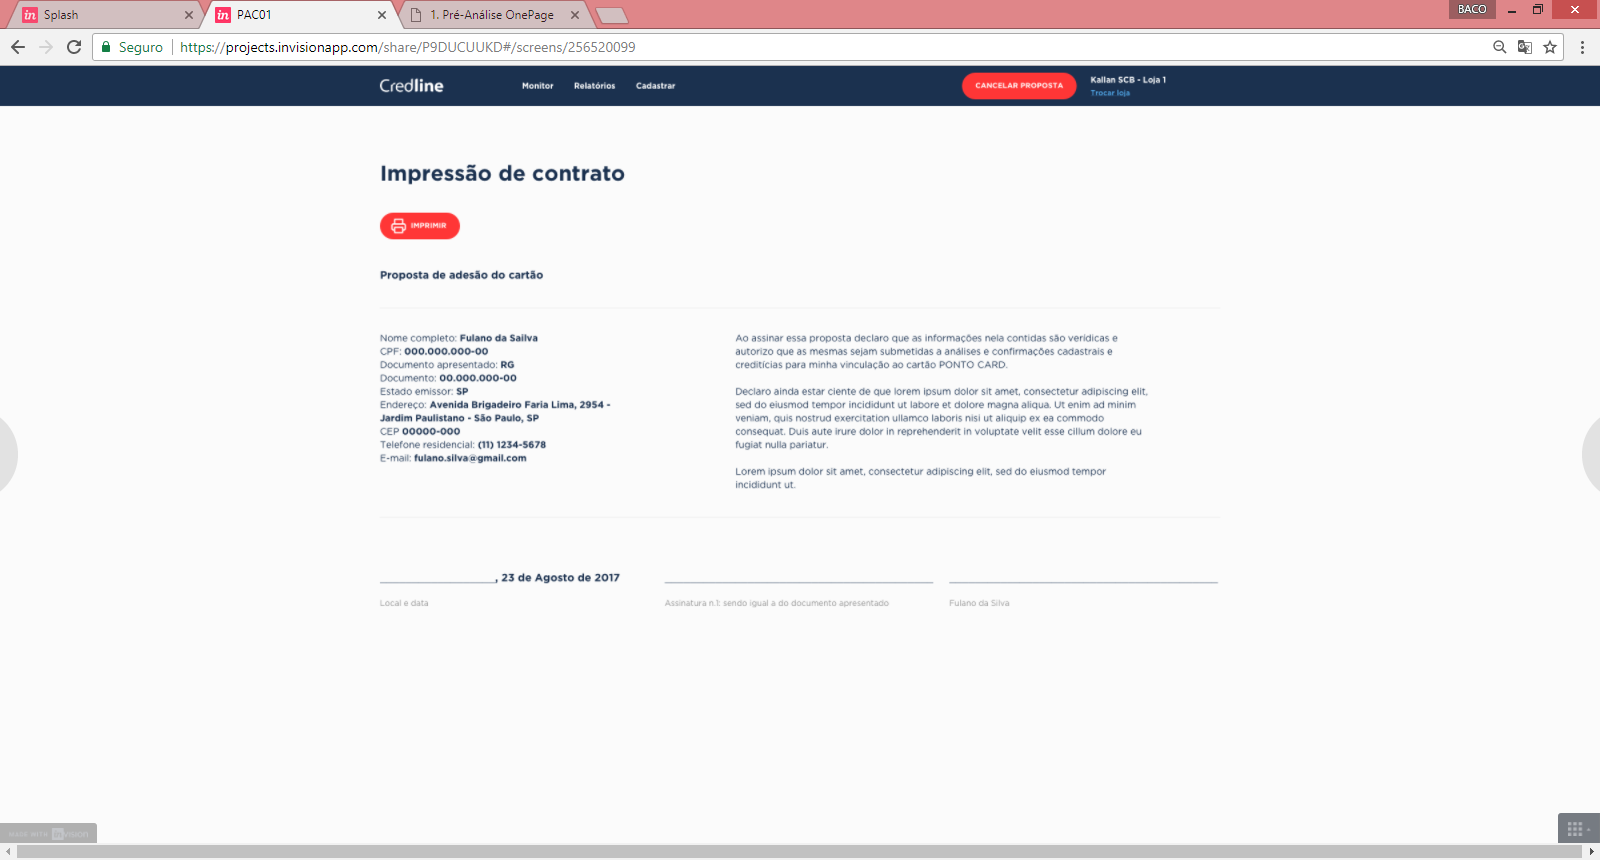 Splash
PAC01
1. Pré-Análise OnePage
BACO
Seguro
https://projects.invisionapp.com/share/P9DUCUUKD#/screens/256520099
Credline
Monitor
Relatórios
Cadastrar
CANCELAR PROPOSTA
Kallan SCB - Loja 1
Trocar loja
Impressão de contrato
IMPRIMIR
Proposta de adesão do cartão
Nome completo: Fulano da Sailva
CPF: 000.000.000-00
Documento apresentado: RG
Documento: 00.000.000-00
Estado emissor: SP
Endereço: Avenida Brigadeiro Faria Lima, 2954 -
Jardim Paulistano - São Paulo, SP
CEP 00000-000
Telefone residencial: (11) 1234-5678
E-mail: fulano.silva@gmail.com
Ao assinar essa proposta declaro que as informações nela contidas são verídicas e
autorizo que as mesmas sejam submetidas a análises e confirmações cadastrais e
creditícias para minha vinculação ao cartão PONTO CARD.
Declaro ainda estar ciente de que lorem ipsum dolor sit amet, consectetur adipiscing elit,
sed do eiusmod tempor incididunt ut labore et dolore magna aliqua. Ut enim ad minim
veniam, quis nostrud exercitation ullamco laboris nisi ut aliquip ex ea commodo
consequat. Duis aute irure dolor in reprehenderit in voluptate velit esse cillum dolore eu
fugiat nulla pariatur.
Lorem ipsum dolor sit amet, consectetur adipiscing elit, sed do eiusmod tempor
incididunt ut.
, 23 de Agosto de 2017
Local e data
Assinatura n.1: sendo igual a do documento apresentado
Fulano da Silva
MADE WITH INVISION